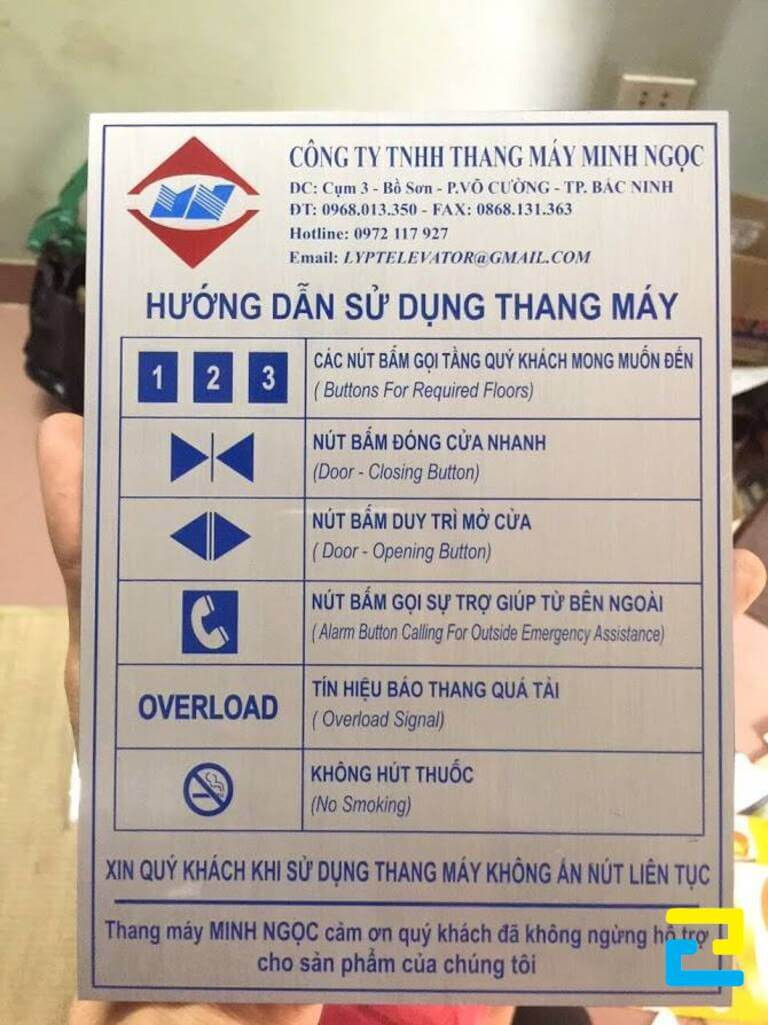 CÔNG TY TNHH THANG MÁY MINH NGỌC
DC: Cụm 3 - Bồ Sơn - P.VÕ CƯỜNG - TP. BẮC NINH
ĐT: 0968.013.350 - FAX: 0868.131.363
Hotline: 0972 117 927
Email: LYPTELEVATOR@GMAIL.COM
HƯỚNG DẪN SỬ DỤNG THANG MÁY
1 2 3
CÁC NÚT BẤM GỌI TẦNG QUÝ KHÁCH MONG MUỐN ĐẾN
( Buttons For Required Floors)
NÚT BẤM ĐÓNG CỬA NHANH
(Door - Closing Button)
NÚT BẤM DUY TRÌ MỞ CỬA
( Door - Opening Button)
NÚT BẤM GỌI SỰ TRỢ GIÚP TỪ BÊN NGOÀI
( Alarm Button Calling For Outside Emergency Assistance)
OVERLOAD
TÍN HIỆU BÁO THANG QUÁ TẢI
( Overload Signal)
KHÔNG HÚT THUỐC
(No Smoking)
XIN QUÝ KHÁCH KHI SỬ DỤNG THANG MÁY KHÔNG ẤN NÚT LIÊN TỤC
Thang máy MINH NGỌC cảm ơn quý khách đã không ngừng hỗ trợ
cho sản phẩm của chúng tôi